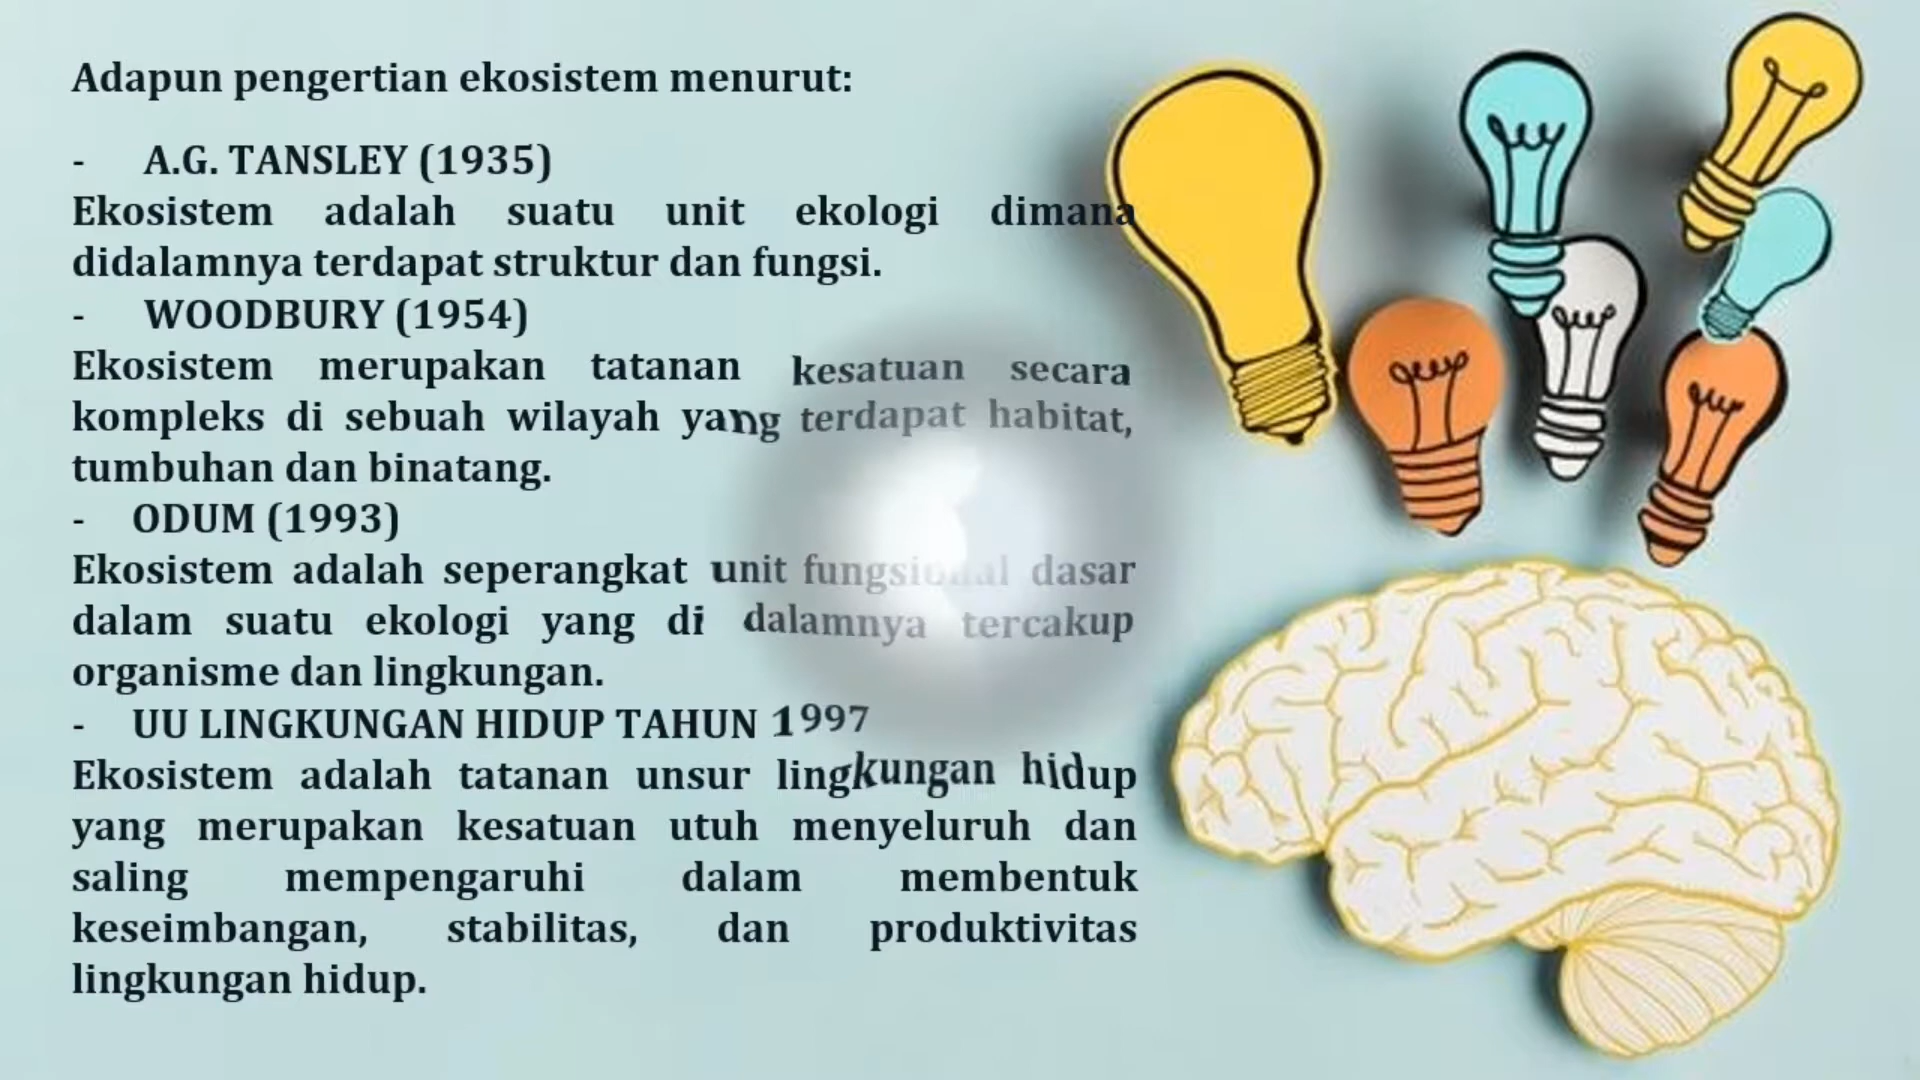 Adapun pengertian ekosistem menurut:
- A.G. TANSLEY (1935)
Ekosistem adalah suatu unit ekologi dimana
didalamnya terdapat struktur dan fungsi.
- WOODBURY (1954)
Ekosistem merupakan tatanan kesatuan secara
kompleks di sebuah wilayah yang terdapat habitat,
tumbuhan dan binatang.
- ODUM (1993)
Ekosistem adalah seperangkat unit fungsional dasar
dalam suatu ekologi yang di dalamnya tercakup
organisme dan lingkungan.
- UU LINGKUNGAN HIDUP TAHUN 1997
Ekosistem adalah tatanan unsur lingkungan hidup
yang merupakan kesatuan utuh menyeluruh dan
saling mempengaruhi dalam membentuk
keseimbangan, stabilitas, dan produktivitas
lingkungan hidup.